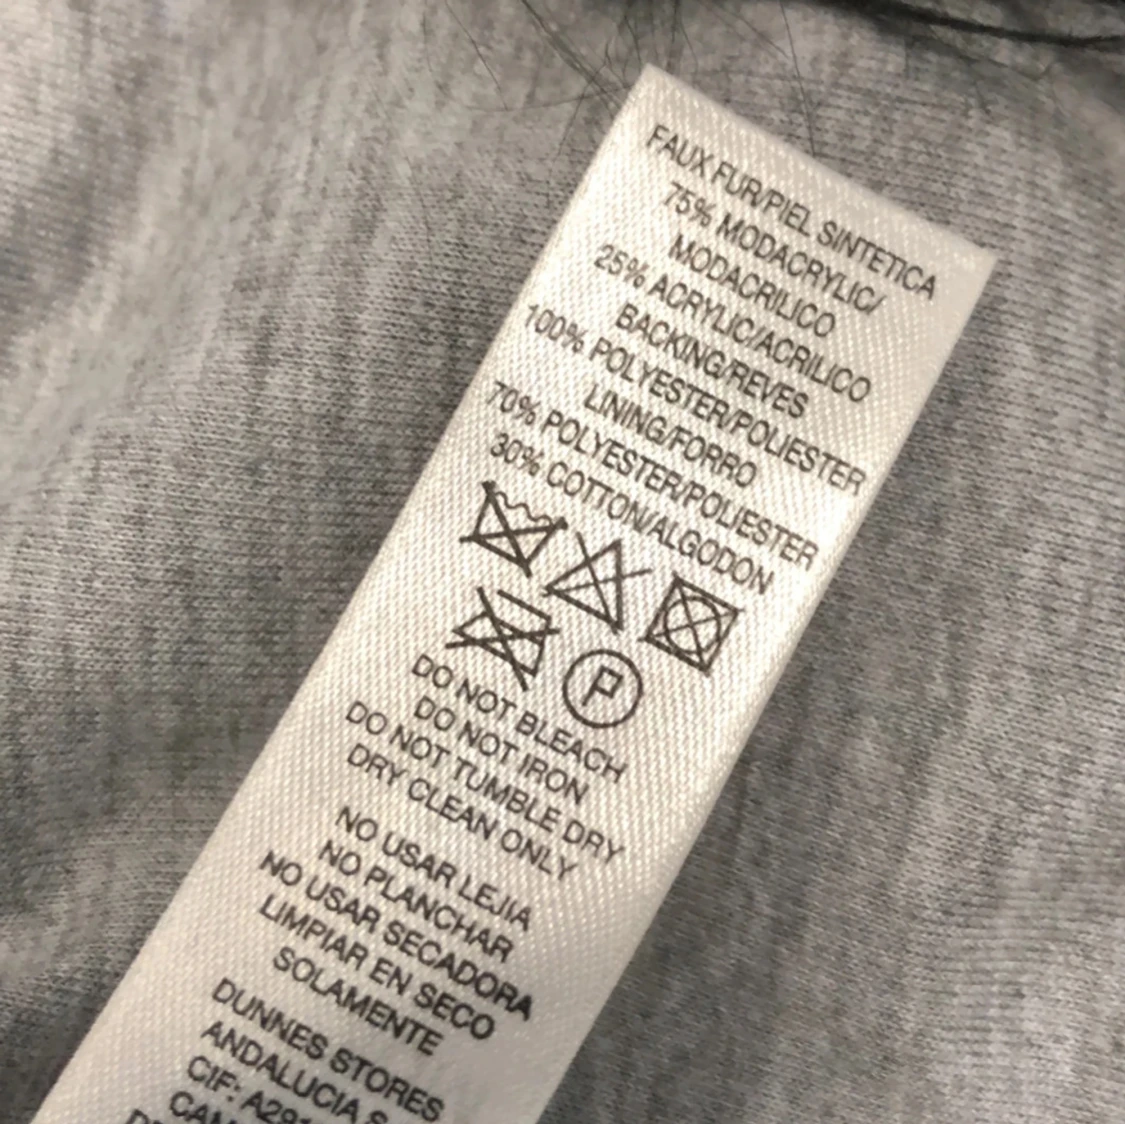 FAUX FUR/PIEL SINTETICA
75% MODACRYLIC/
MODACRILICO
25% ACRYLIC/ACRILICO
BACKING/REVES
100% POLYESTER/POLIESTER
LINING/FORRO
70% POLYESTER/POLIESTER
30% COTTON/ALGODON
P
DO NOT BLEACH
DO NOT IRON
DO NOT TUMBLE DRY
DRY CLEAN ONLY
NO USAR LEJIA
NO PLANCHAR
NO USAR SECADORA
LIMPIAR EN SECO
SOLAMENTE
DUNNES STORES
ANDALUCIA
CIF: